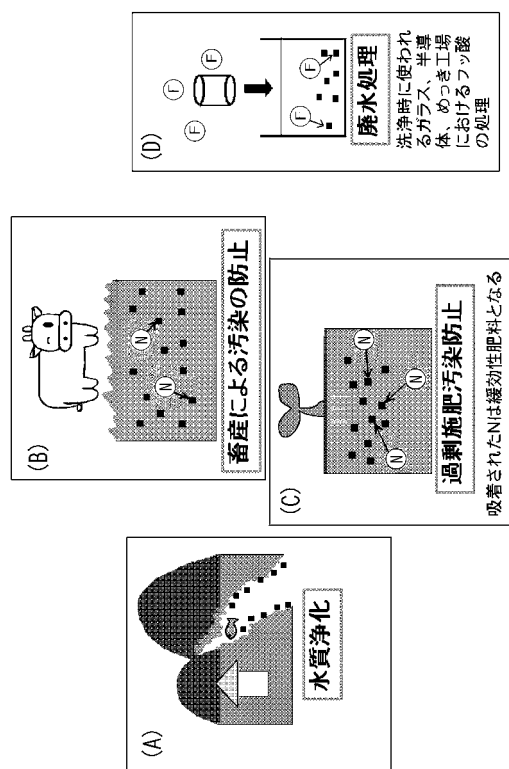 (A)
水質浄化
(B)
N
N
畜産による汚染の防止
(C)
N
N
N
過剰施肥汚染防止
吸着されたNは緩効性肥料となる
(D)
F
F
F
F
F
廃水処理
洗浄時に使われ
るガラス、半導
体、めっき工場
におけるフッ酸
の処理